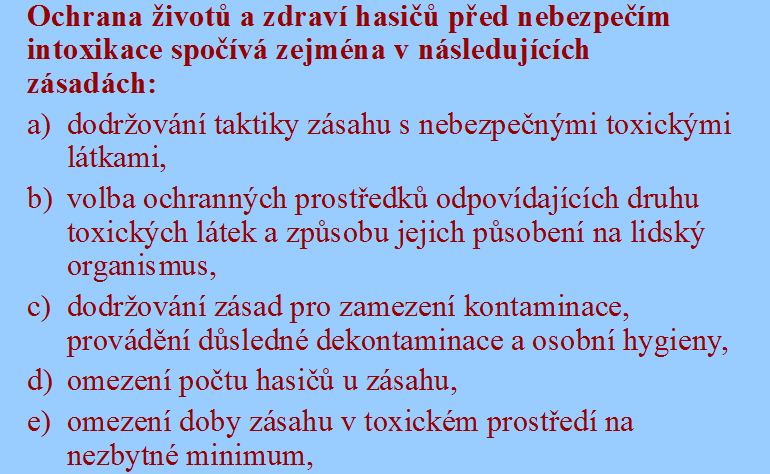 Ochrana životů a zdraví hasičů před nebezpečím
intoxikace spočívá zejména v následujících
zásadách:
a) dodržování taktiky zásahu s nebezpečnými toxickými
látkami,
b) volba ochranných prostředků odpovídajících druhu
toxických látek a způsobu jejich působení na lidský
organismus,
c) dodržování zásad pro zamezení kontaminace,
provádění důsledné dekontaminace a osobní hygieny,
d) omezení počtu hasičů u zásahu,
e) omezení doby zásahu v toxickém prostředí na
nezbytné minimum,